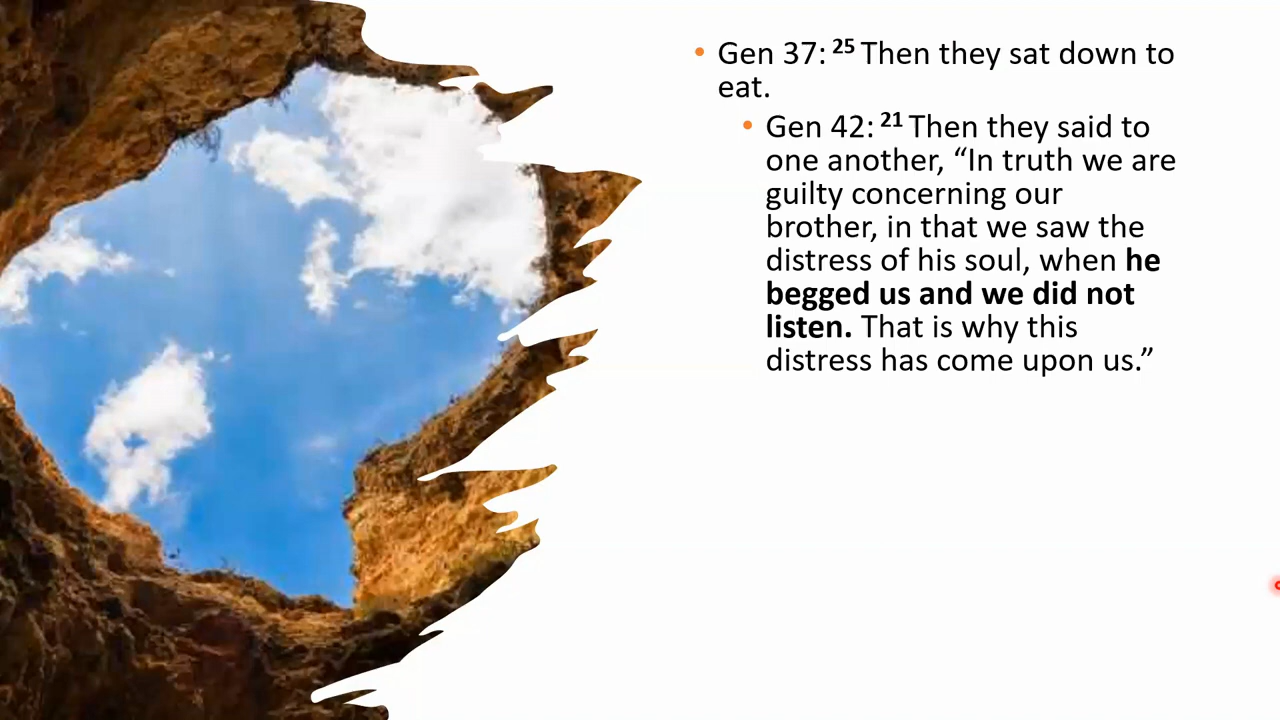 • Gen 37: 25 Then they sat down to
eat.
• Gen 42: 21 Then they said to
one another, “In truth we are
guilty concerning our
brother, in that we saw the
distress of his soul, when he
begged us and we did not
listen. That is why this
distress has come upon us.”